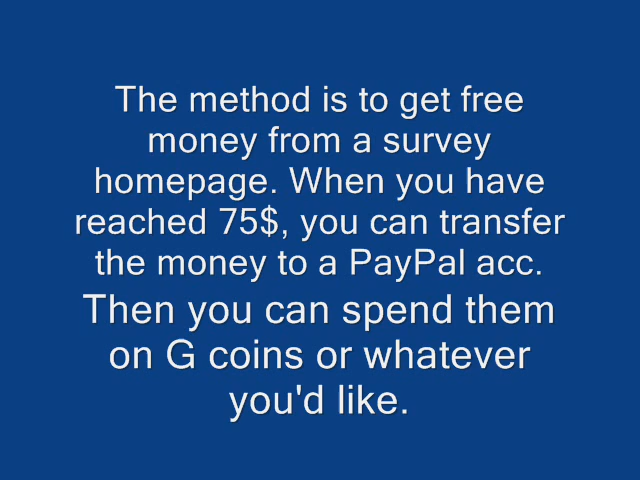 The method is to get free
money from a survey
homepage. When you have
reached 75$, you can transfer
the money to a PayPal acc.
Then you can spend them
on G coins or whatever
you'd like.